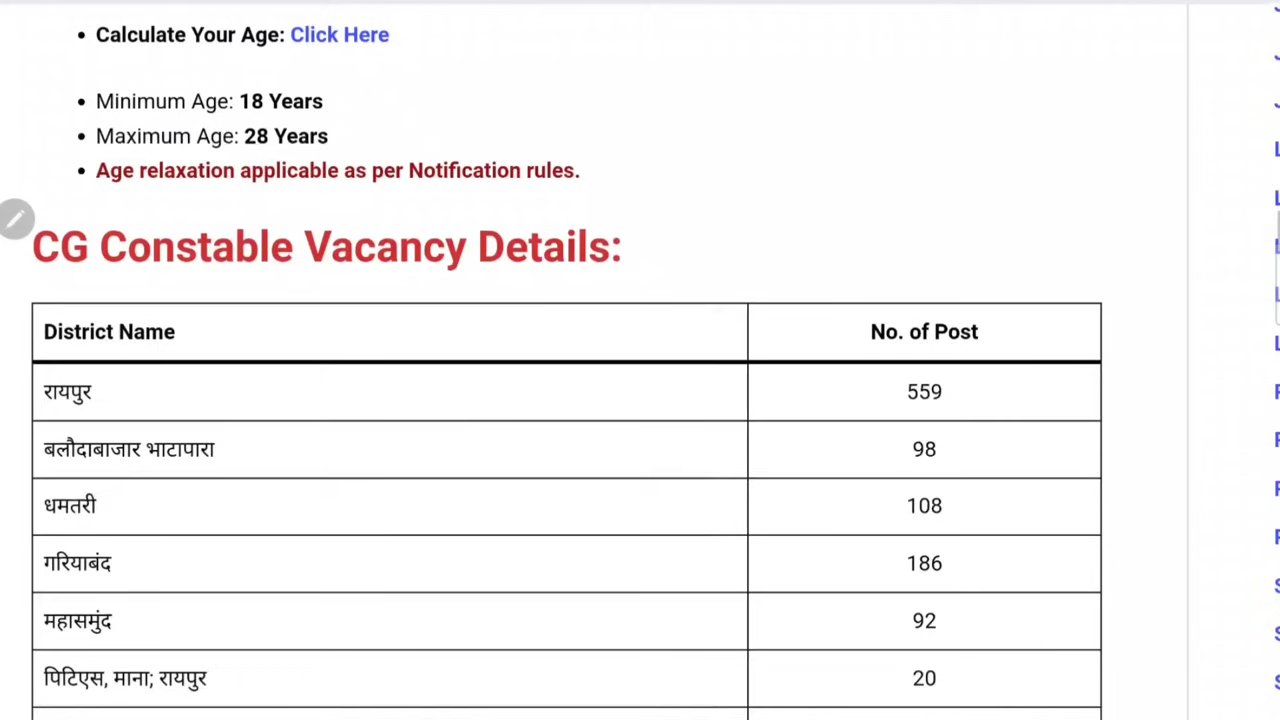 Calculate Your Age: Click Here
Minimum Age: 18 Years
Maximum Age: 28 Years
Age relaxation applicable as per Notification rules.
CG Constable Vacancy Details:
District Name No. of Post
रायपुर 559
बलौदाबाजार भाटापारा 98
धमतरी 108
गरियाबंद 186
महासमुंद 92
पिटिएस, माना; रायपुर 20